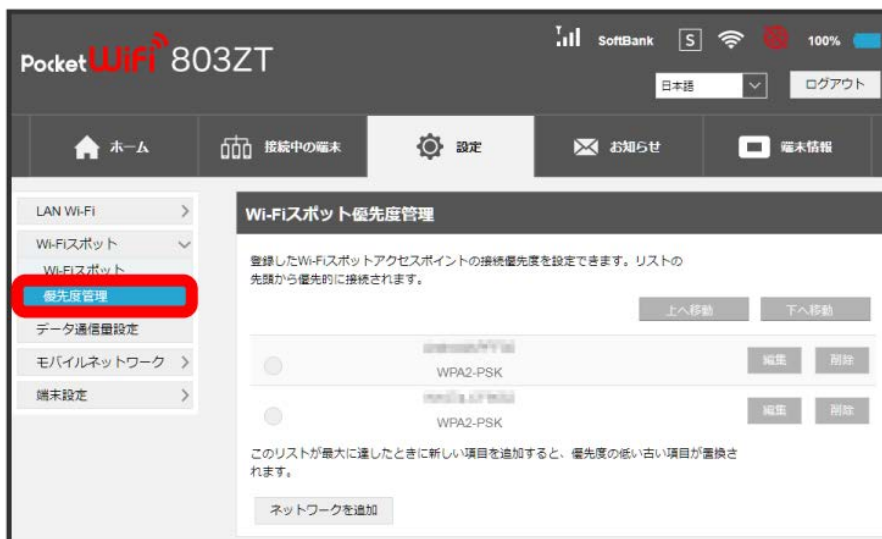 Pocket WiFi 803ZT
SoftBank S 100%
日本語 ログアウト
ホーム 接続中の端末 設定 お知らせ 端末情報
LAN Wi-Fi
Wi-Fiスポット
Wi-Fiスポット
優先度管理
データ通信量設定
モバイルネットワーク
端末設定
Wi-Fiスポット優先度管理
登録したWi-Fiスポットアクセスポイントの接続優先度を設定できます。リストの
先頭から優先的に接続されます。
上へ移動 下へ移動
WPA2-PSK
編集 削除
WPA2-PSK
編集 削除
このリストが最大に達したときに新しい項目を追加すると、優先度の低い古い項目が置換さ
れます。
ネットワークを追加